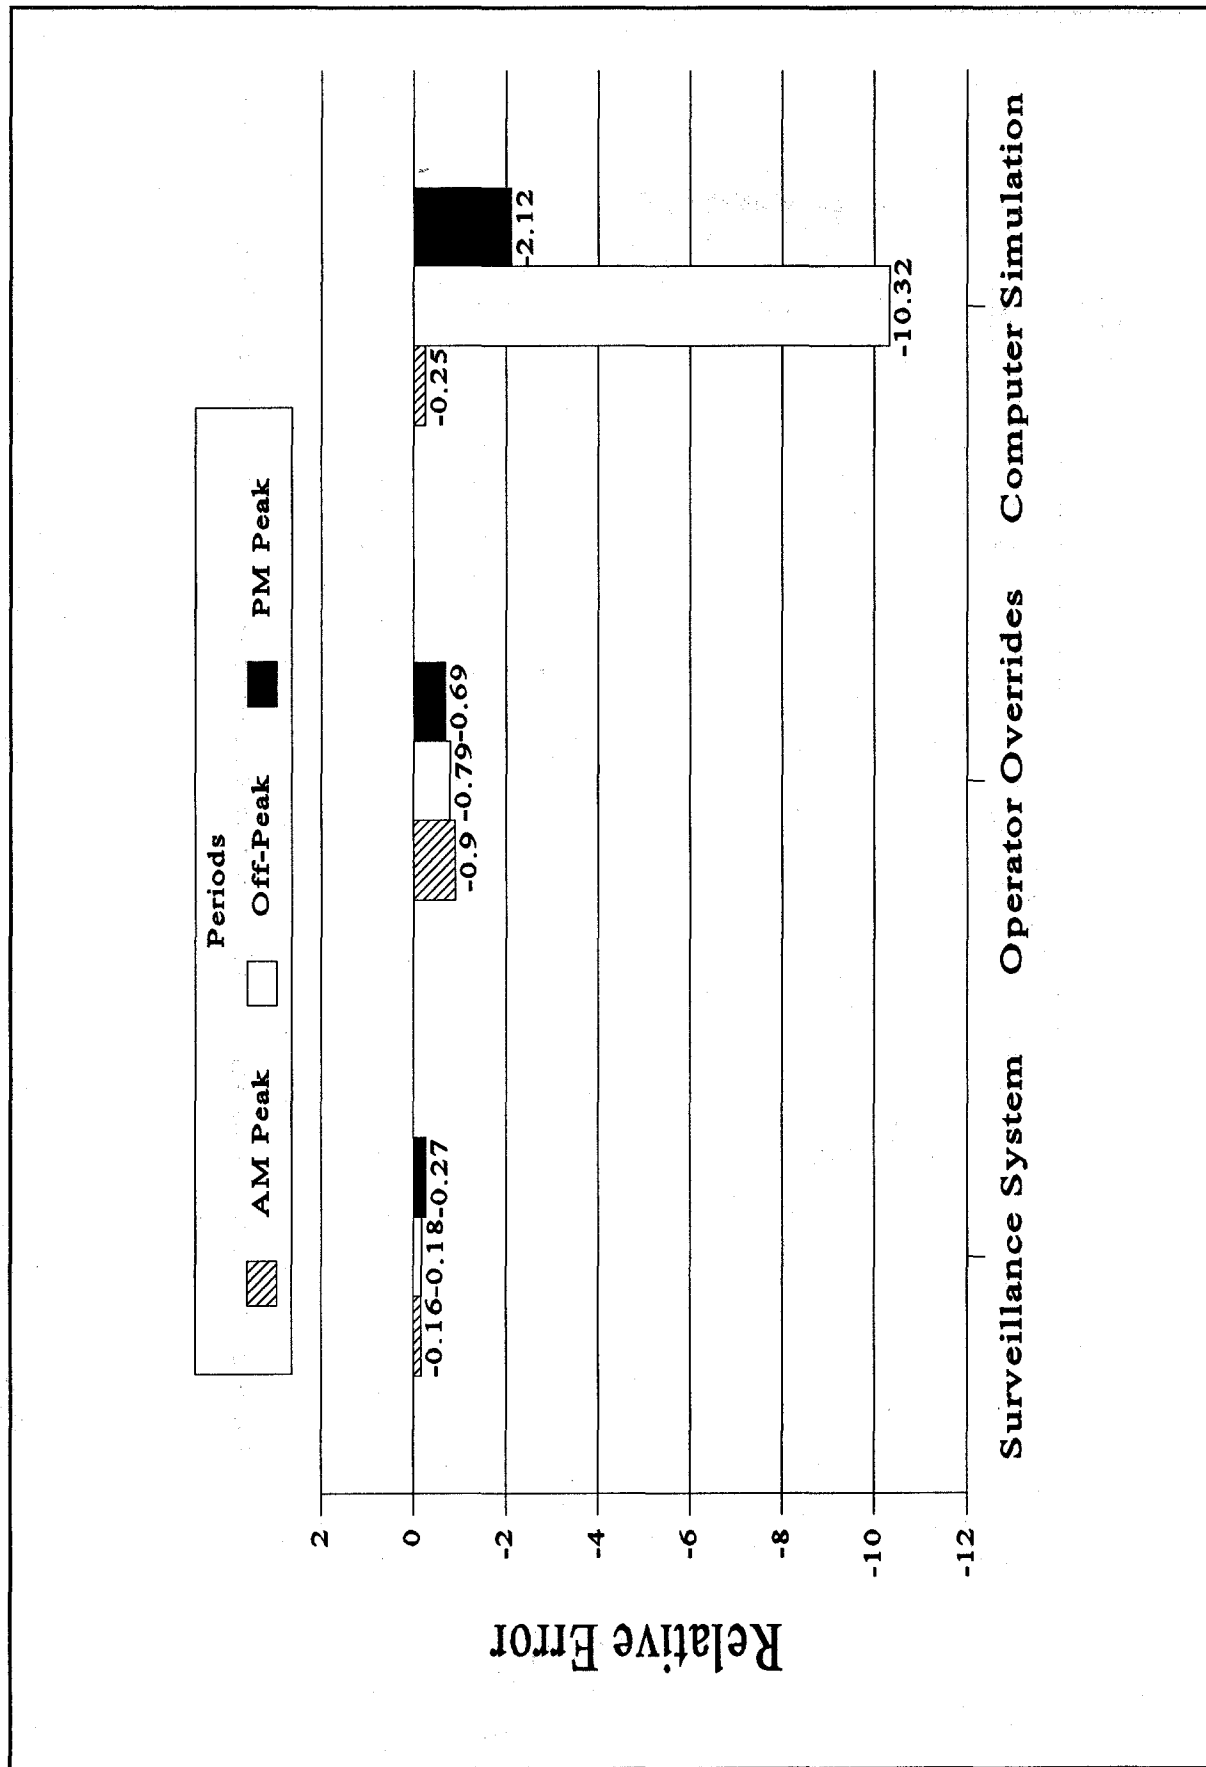 Periods
AM Peak Off-Peak PM Peak
2
0
-2
-4
-6
-8
-10
-12
Relative Error
-0.16 -0.18 -0.27
-0.9 -0.79 -0.69
-0.25 -10.32 -2.12
Surveillance System Operator Overrides Computer Simulation